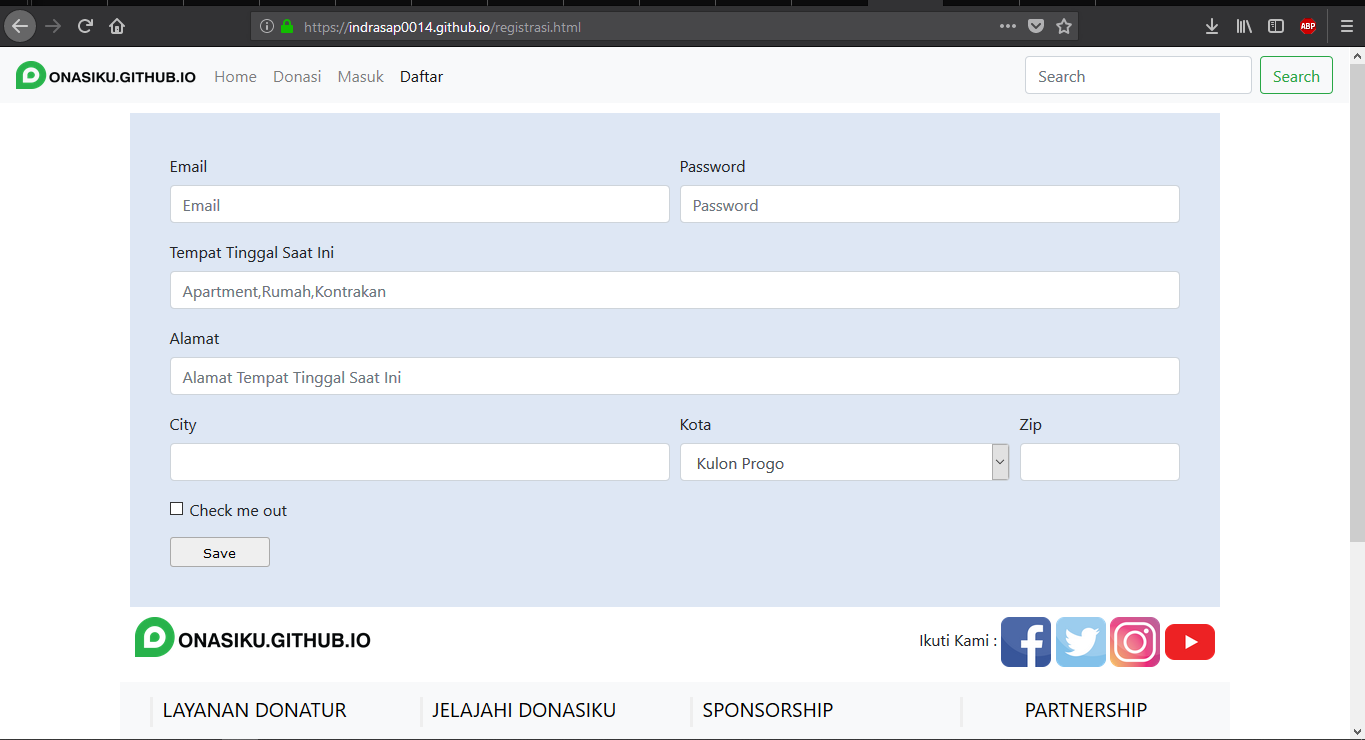 https://indrasap0014.github.io/registrasi.html
ABP
ONASIKU.GITHUB.IO Home Donasi Masuk Daftar Search Search
Email Password
Email Password
Tempat Tinggal Saat Ini
Apartment,Rumah,Kontrakan
Alamat
Alamat Tempat Tinggal Saat Ini
City Kota Zip
Kulon Progo
Check me out
Save
ONASIKU.GITHUB.IO Ikuti Kami :
LAYANAN DONATUR JELAJAHI DONASIKU SPONSORSHIP PARTNERSHIP